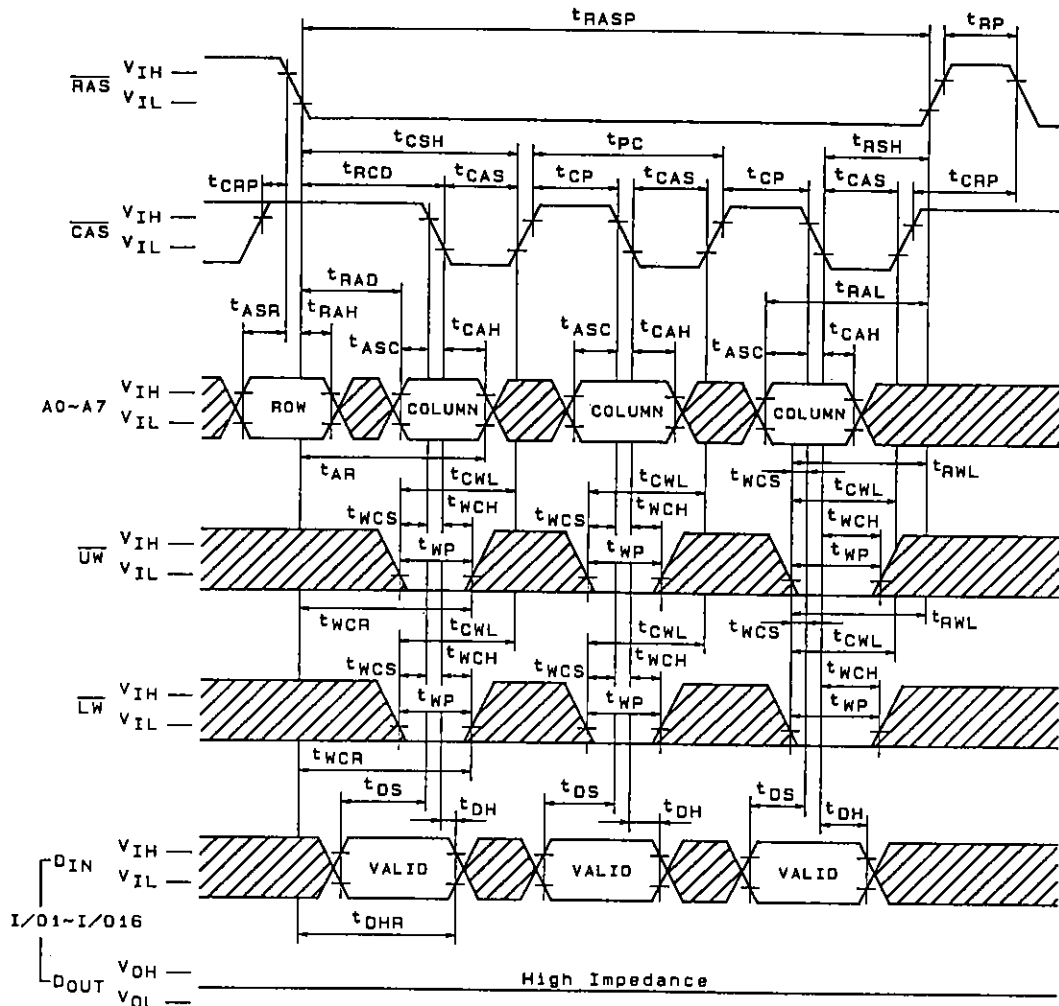 tRASP tRP
RAS VIH
VIL
tCSH tPC tRSH
tCRP tRCD tCAS tCP tCAS tCP tCAS tCRP
CAS VIH
VIL
tRAD tRAL
tASR tRAH tASC tCAH tASC tCAH tASC tCAH
A0~A7 VIH
VIL
ROW COLUMN COLUMN COLUMN
tAR tCWL tCWL tWCS tRWL
tCWL
tWCS tWCH tWCS tWCH tWCH
UW VIH
VIL
tWP tWP tWP
tWCR tCWL tCWL tWCS tRWL
tCWL
tWCS tWCH tWCS tWCH tWCH
LW VIH
VIL
tWP tWP tWP
tWCR
tDS tDH tDS tDH tDS tDH
DIN VIH
VIL
VALID VALID VALID
I/O1~I/O16
tDHR
DOUT VOH
VOL
High Impedance